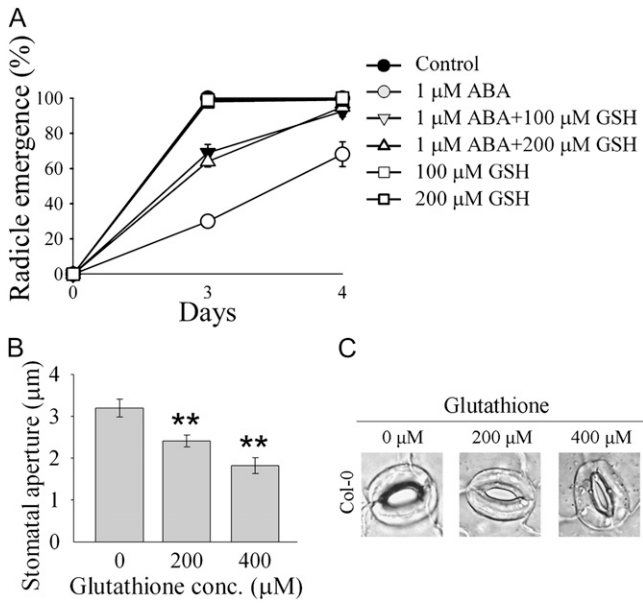 A
Radicle emergence (%)
100
80
60
40
20
0
0
3
4
Days
Control
1 μM ABA
1 μM ABA+100 μM GSH
1 μM ABA+200 μM GSH
100 μM GSH
200 μM GSH
B
Stomatal aperture (μm)
4
3
2
1
0
**
**
0
200
400
Glutathione conc. (μM)
C
Glutathione
0 μM
200 μM
400 μM
Col-0